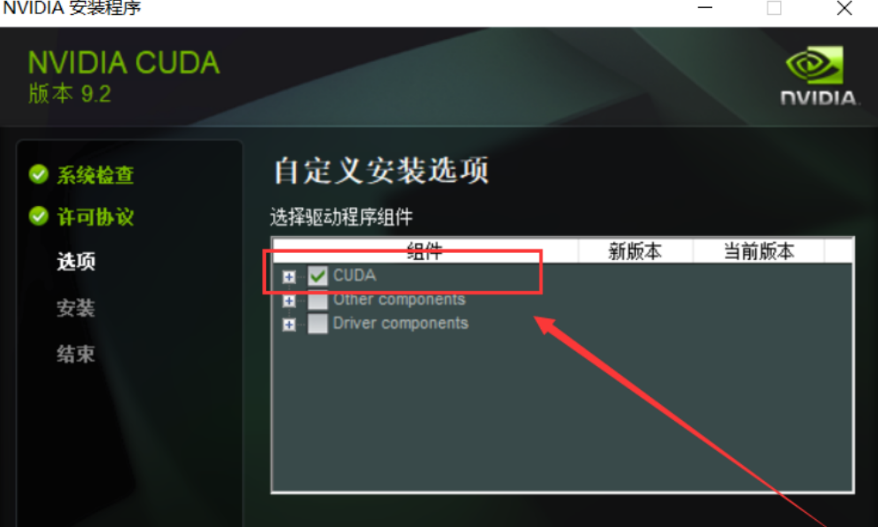 NVIDIA 安装程序
NVIDIA CUDA
版本 9.2
NVIDIA.
系统检查
许可协议
选项
安装
结束
自定义安装选项
选择驱动程序组件
组件 新版本 当前版本
CUDA
Other components
Driver components